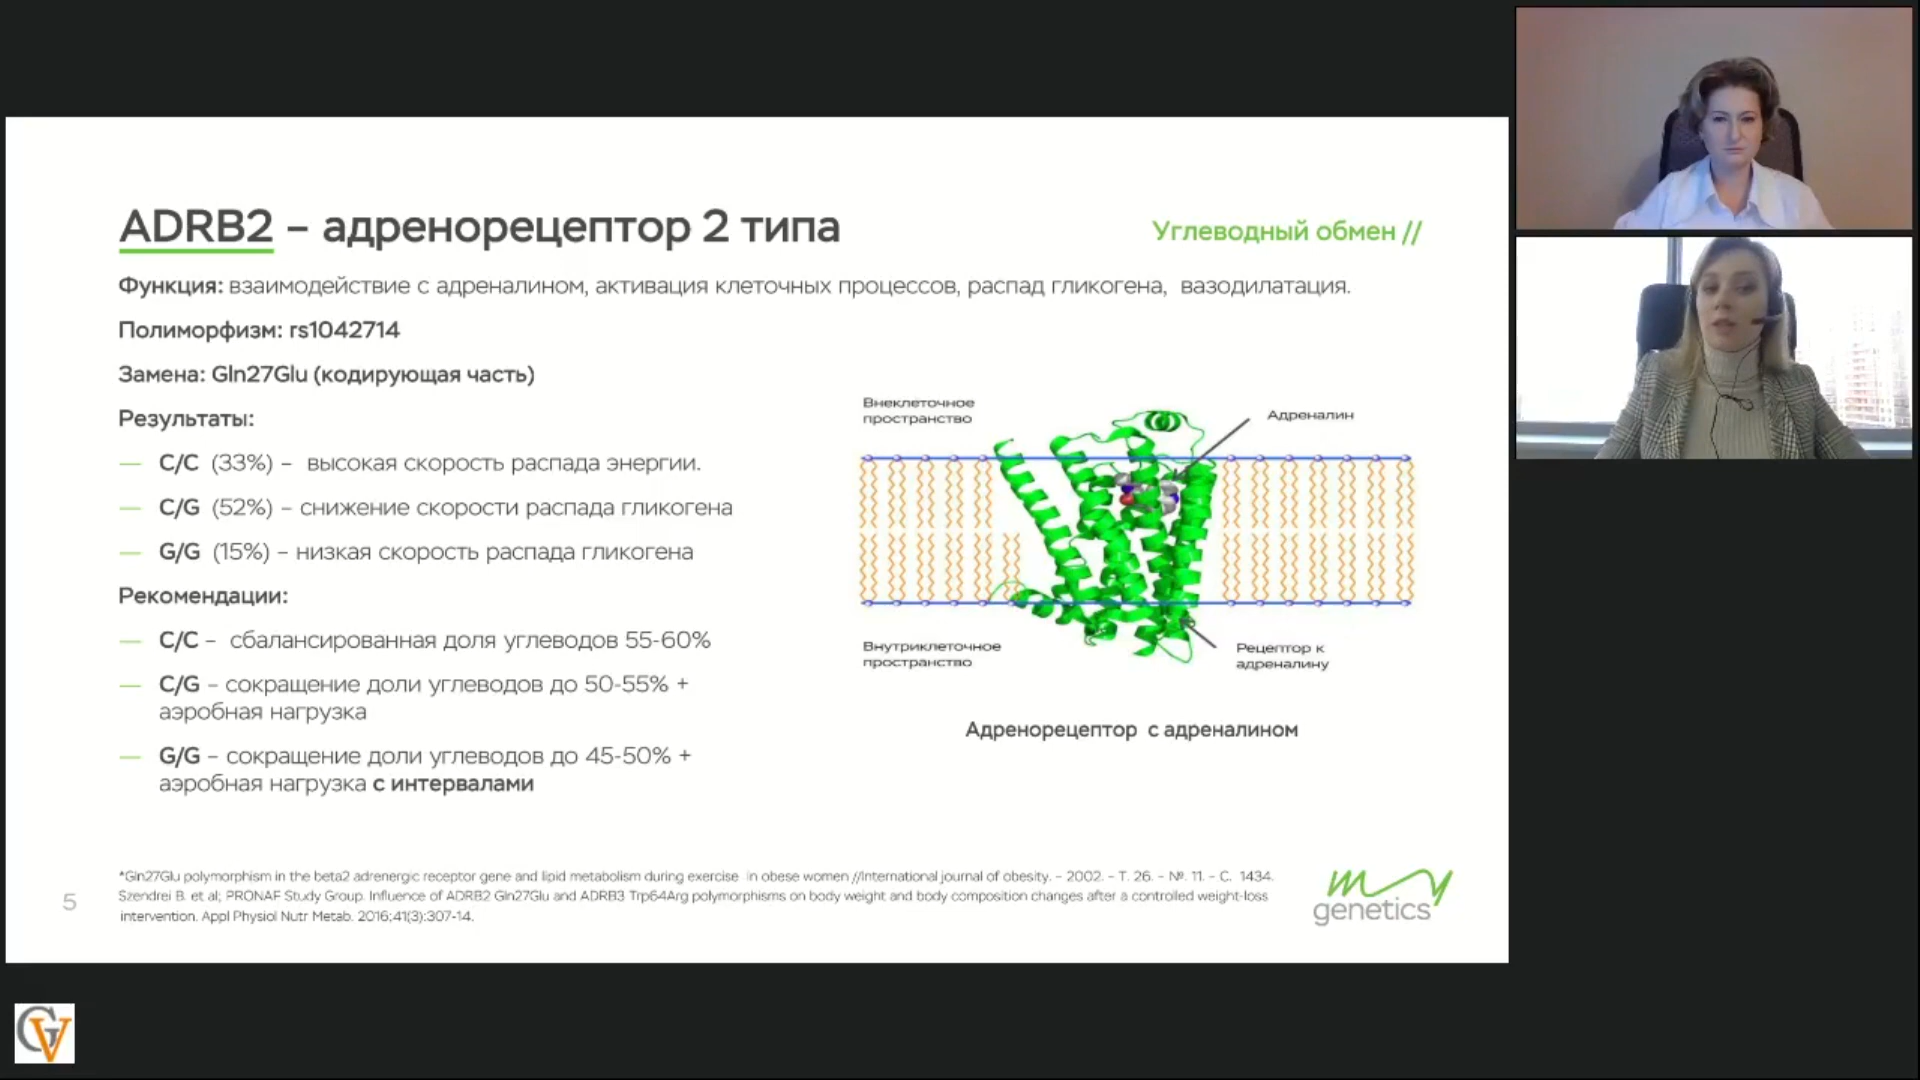 ADRB2 – адренорецептор 2 типа
Углеводный обмен //
Функция: взаимодействие с адреналином, активация клеточных процессов, распад гликогена, вазодилатация.
Полиморфизм: rs1042714
Замена: Gln27Glu (кодирующая часть)
Результаты:
— C/C (33%) – высокая скорость распада энергии.
— C/G (52%) – снижение скорости распада гликогена
— G/G (15%) – низкая скорость распада гликогена
Рекомендации:
— C/C – сбалансированная доля углеводов 55-60%
— C/G – сокращение доли углеводов до 50-55% +
аэробная нагрузка
— G/G – сокращение доли углеводов до 45-50% +
аэробная нагрузка с интервалами
Внеклеточное
пространство
Адреналин
Внутриклеточное
пространство
Рецептор к
адреналину
Адренорецептор с адреналином
*Gln27Glu polymorphism in the beta2 adrenergic receptor gene and lipid metabolism during exercise in obese women //International journal of obesity. – 2002. – Т. 26. – №. 11. – С. 1434.
Szendrei B. et al; PRONAF Study Group. Influence of ADRB2 Gln27Glu and ADRB3 Trp64Arg polymorphisms on body weight and body composition changes after a controlled weight-loss
intervention. Appl Physiol Nutr Metab. 2016;41(3):307-14.
5
my
genetics
GV